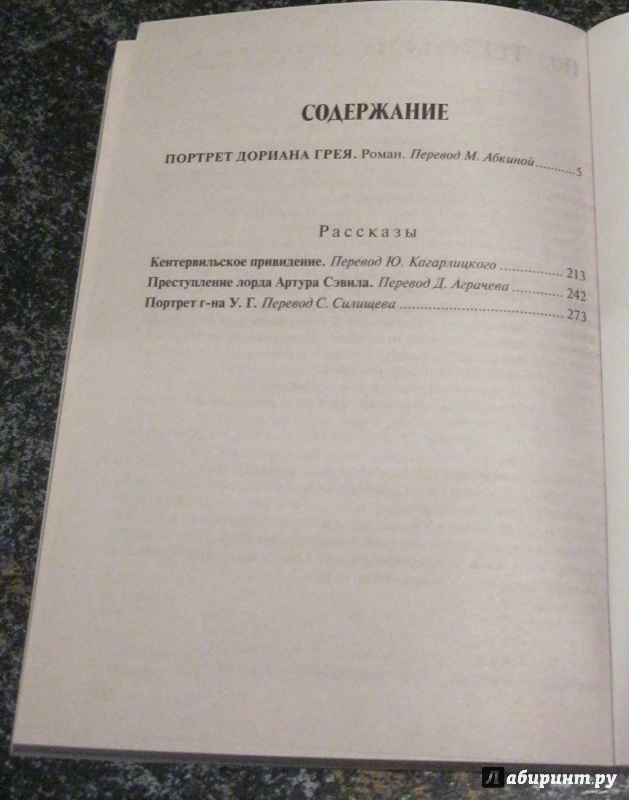 СОДЕРЖАНИЕ
ПОРТРЕТ ДОРИАНА ГРЕЯ. Роман. Перевод М. Абкиной ........... 5
Рассказы
Кентервильское привидение. Перевод Ю. Кагарлицкого ................ 213
Преступление лорда Артура Сэвила. Перевод Д. Аграчева ............. 242
Портрет г-на У. Г. Перевод С. Силищева ........................................ 273
Лабиринт.ру